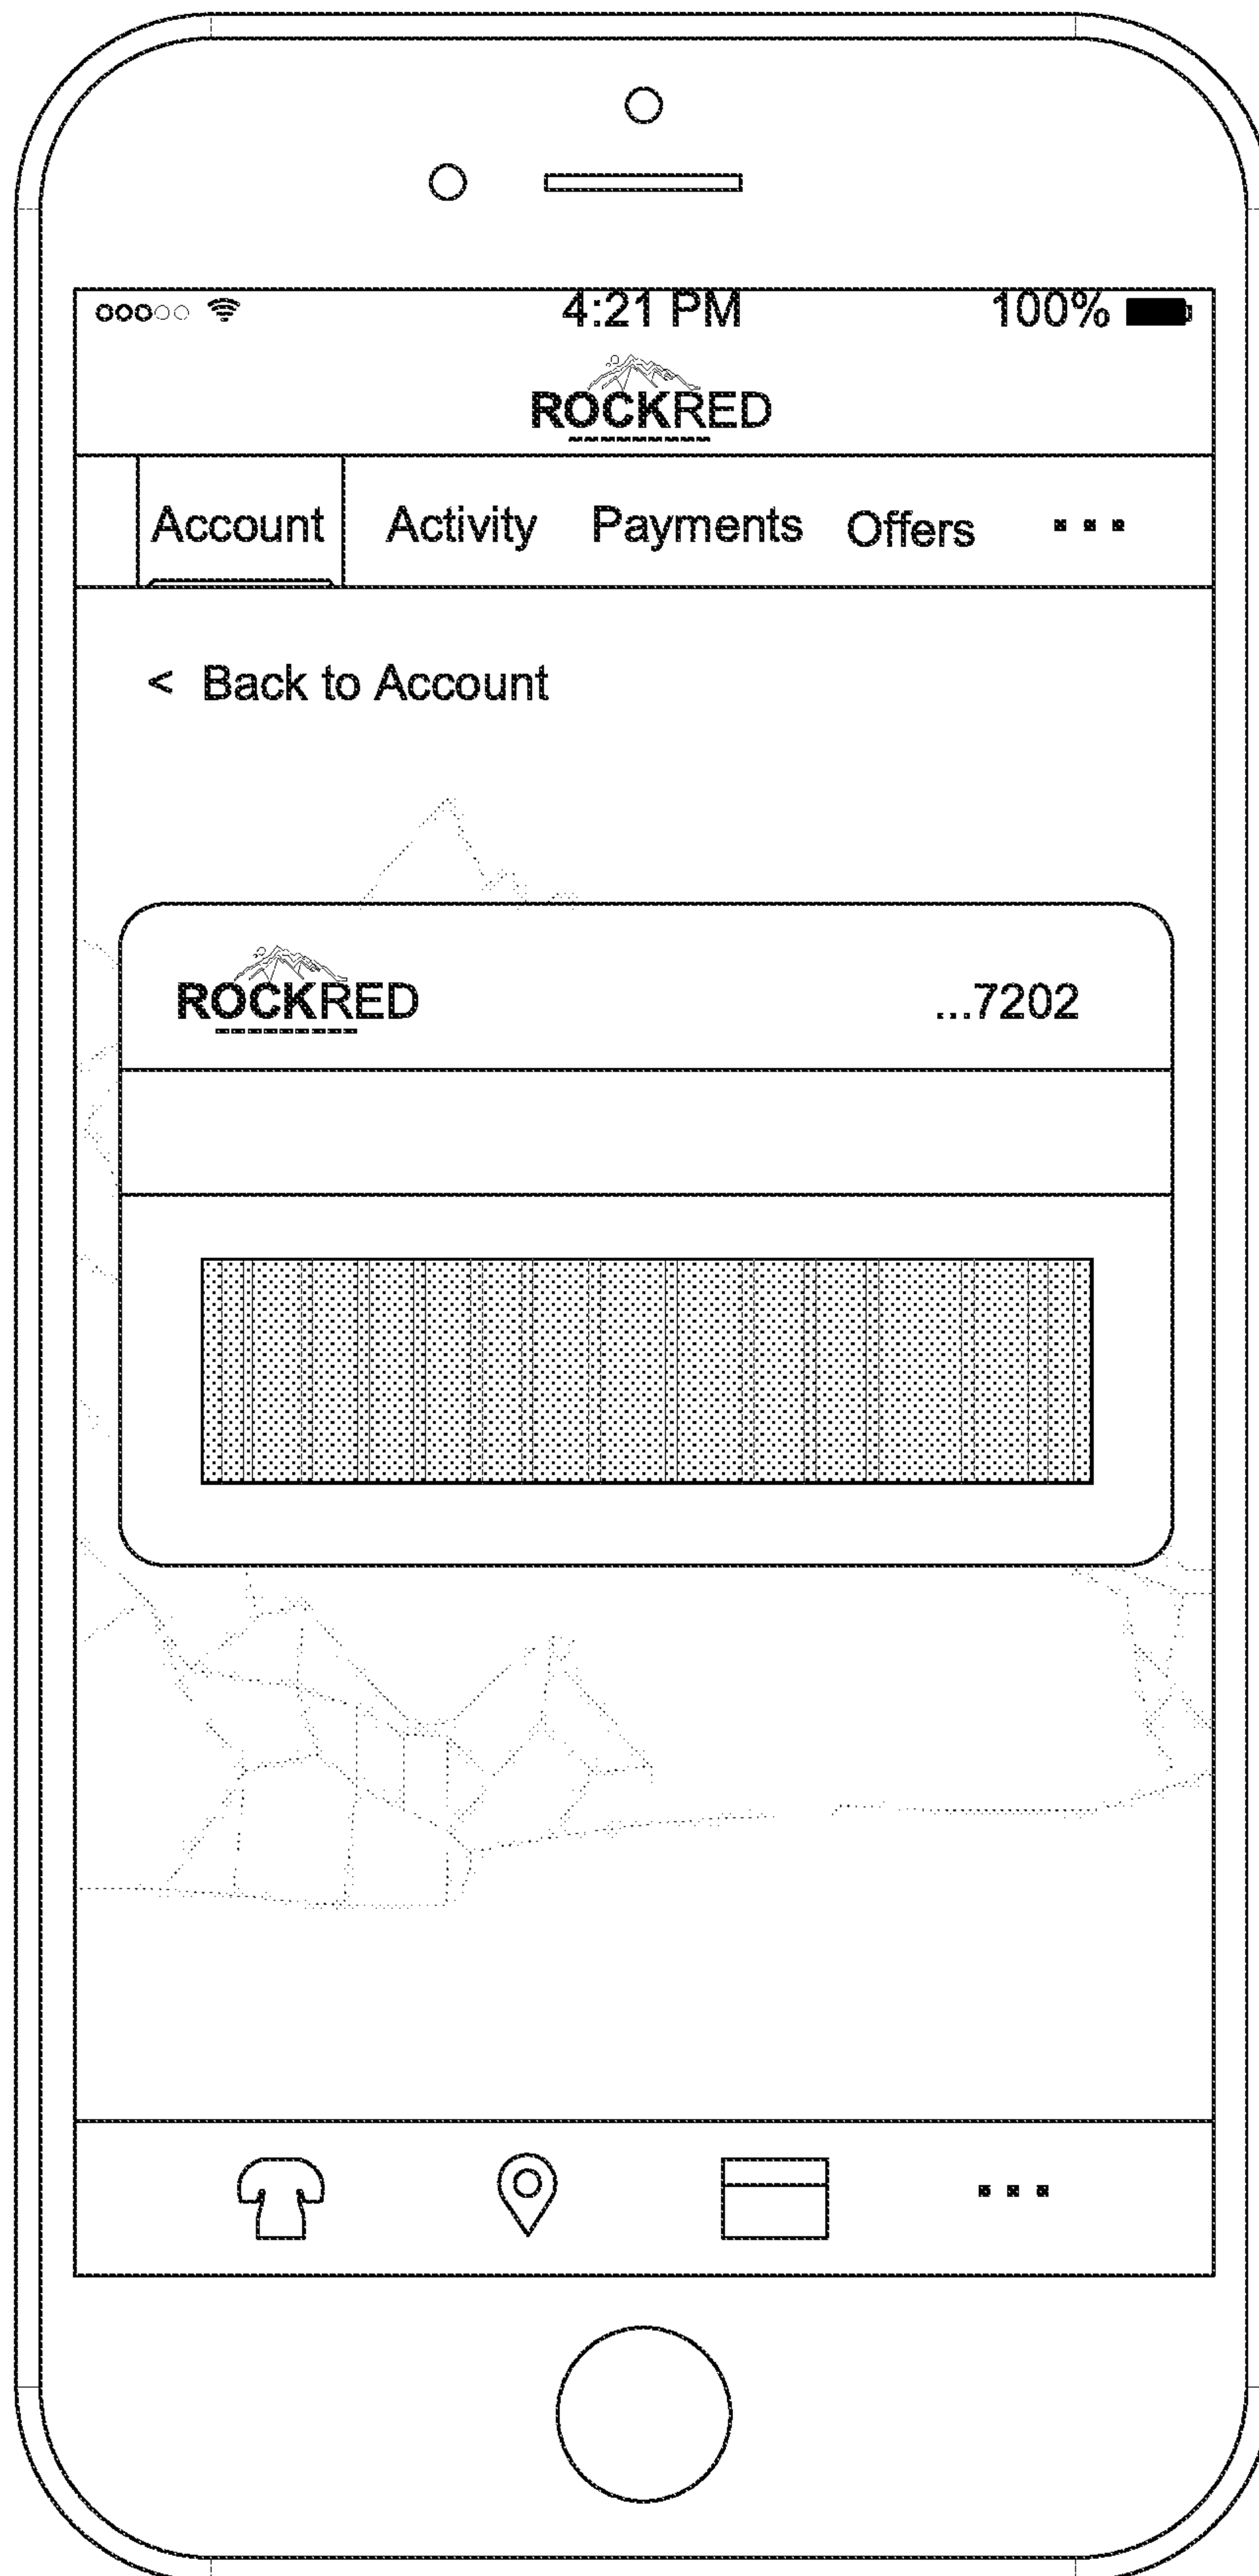 4:21 PM 100%
ROCKRED
Account Activity Payments Offers ...
< Back to Account
ROCKRED ...7202
...